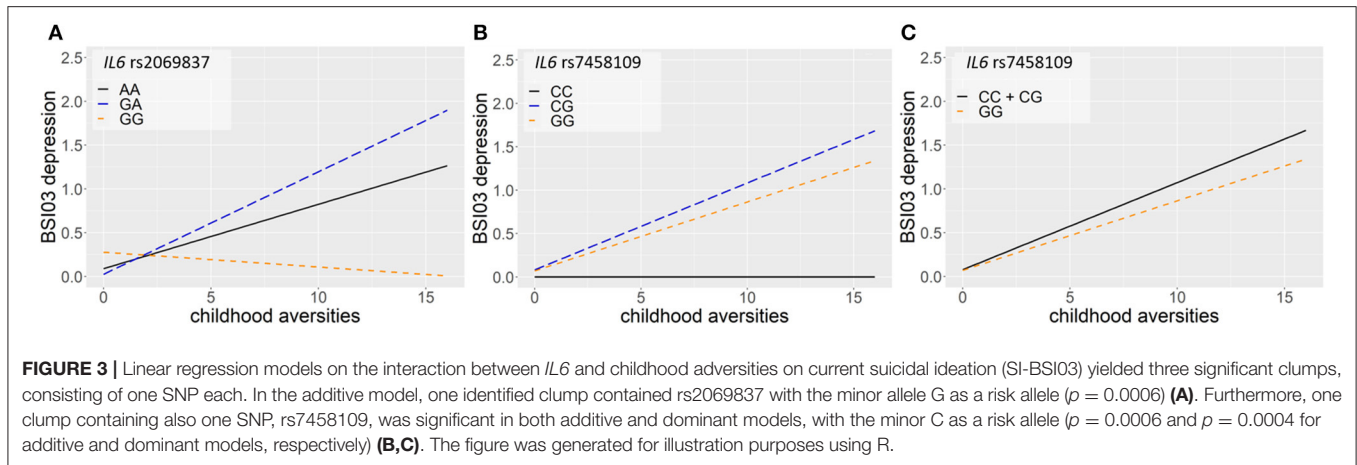 A
IL6 rs2069837
AA
GA
GG
2.5
2.0
1.5
1.0
0.5
0.0
BSI03 depression
0 5 10 15
childhood aversities
B
IL6 rs7458109
CC
CG
GG
2.5
2.0
1.5
1.0
0.5
0.0
BSI03 depression
0 5 10 15
childhood aversities
C
IL6 rs7458109
CC + CG
GG
2.5
2.0
1.5
1.0
0.5
0.0
BSI03 depression
0 5 10 15
childhood aversities
FIGURE 3 | Linear regression models on the interaction between IL6 and childhood adversities on current suicidal ideation (SI-BSI03) yielded three significant clumps,
consisting of one SNP each. In the additive model, one identified clump contained rs2069837 with the minor allele G as a risk allele (p = 0.0006) (A). Furthermore, one
clump containing also one SNP, rs7458109, was significant in both additive and dominant models, with the minor C as a risk allele (p = 0.0006 and p = 0.0004 for
additive and dominant models, respectively) (B,C). The figure was generated for illustration purposes using R.